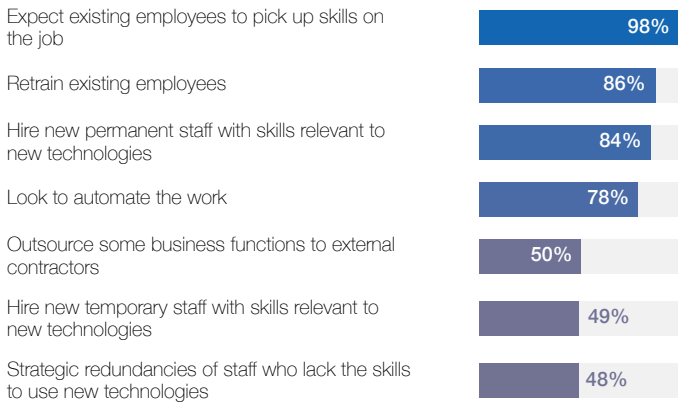 Expect existing employees to pick up skills on
the job
98%
Retrain existing employees
86%
Hire new permanent staff with skills relevant to
new technologies
84%
Look to automate the work
78%
Outsource some business functions to external
contractors
50%
Hire new temporary staff with skills relevant to
new technologies
49%
Strategic redundancies of staff who lack the skills
to use new technologies
48%